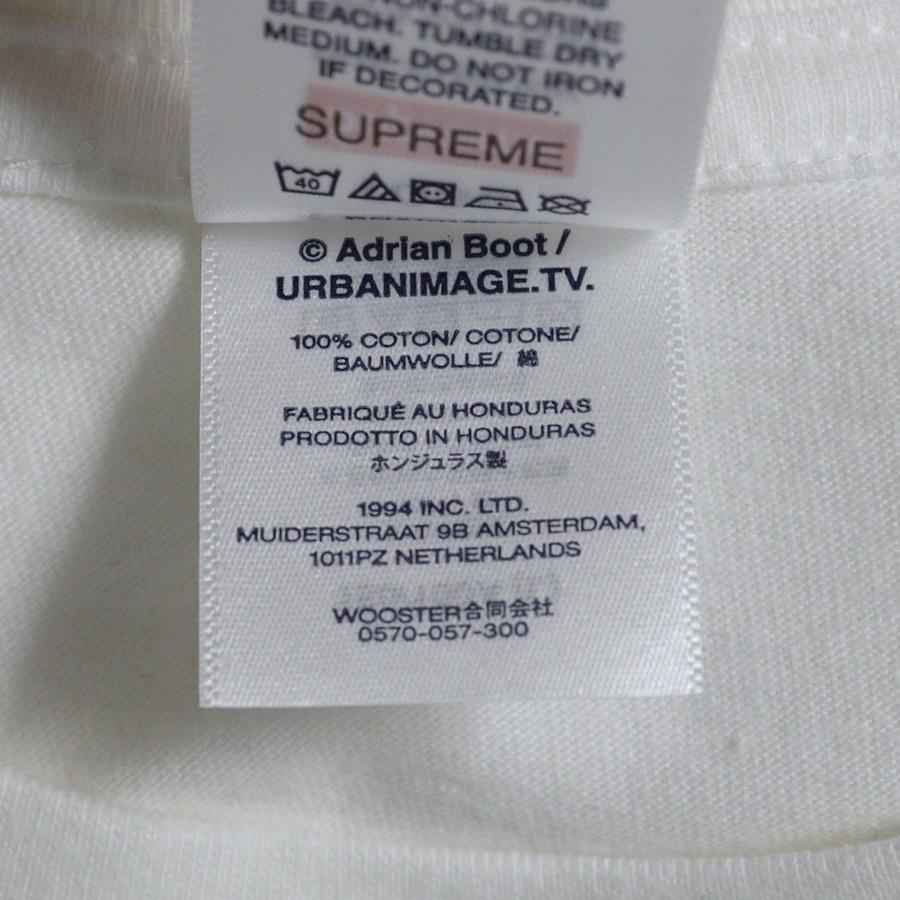 NON-CHLORINE
BLEACH. TUMBLE DRY
MEDIUM. DO NOT IRON
IF DECORATED.
SUPREME
40
© Adrian Boot/
URBANIMAGE.TV.
100% COTON/ COTONE/
BAUMWOLLE/ 綿
FABRIQUÉ AU HONDURAS
PRODOTTO IN HONDURAS
ホンジュラス製
1994 INC. LTD.
MUIDERSTRAAT 9B AMSTERDAM,
1011PZ NETHERLANDS
WOOSTER合同会社
0570-057-300